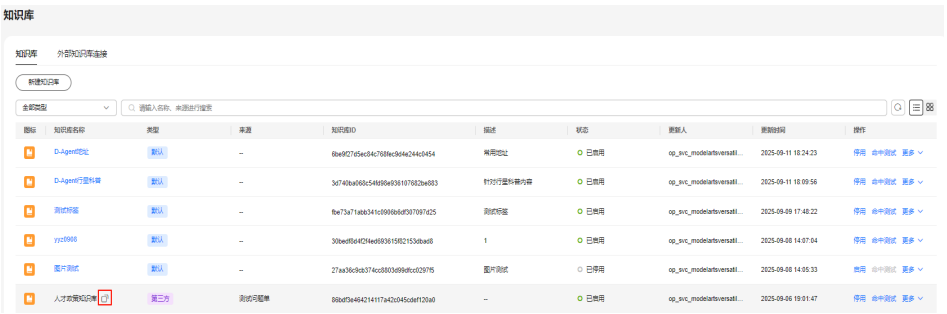 知识库
知识库 外部知识库连接
新建知识库
全部类型 请输入名称、来源进行搜索
图标 知识库名称 类型 来源 知识库ID 描述 状态 更新人 更新时间 操作
D-Agent地址 默认 -- 6be9f27d5ec84c768fec9d4e244c0454 常用地址 已启用 op_svc_modelartsversatil... 2025-09-11 18:24:23 停用 命中测试 更多
D-Agent行星科普 默认 -- 3d740ba068c54fd98e936107682be883 针对行星科普内容 已启用 op_svc_modelartsversatil... 2025-09-11 18:09:56 停用 命中测试 更多
测试标签 默认 -- fbe73a71abb341c0906b8df307097d25 测试标签 已启用 op_svc_modelartsversatil... 2025-09-09 17:48:22 停用 命中测试 更多
yyz0908 默认 -- 30bedf8d4f2f4ed693615f82153dbad8 1 已启用 op_svc_modelartsversatil... 2025-09-08 14:07:04 停用 命中测试 更多
图片测试 默认 -- 27aa36c9cb374cc8803d99dfcc0297f5 图片测试 已停用 op_svc_modelartsversatil... 2025-09-08 14:05:33 启用 命中测试 更多
人才政策知识库 第三方 测试问题单 86bdf3e464214117a42c045cdef120a0 -- 已启用 op_svc_modelartsversatil... 2025-09-06 19:01:47 停用 命中测试 更多